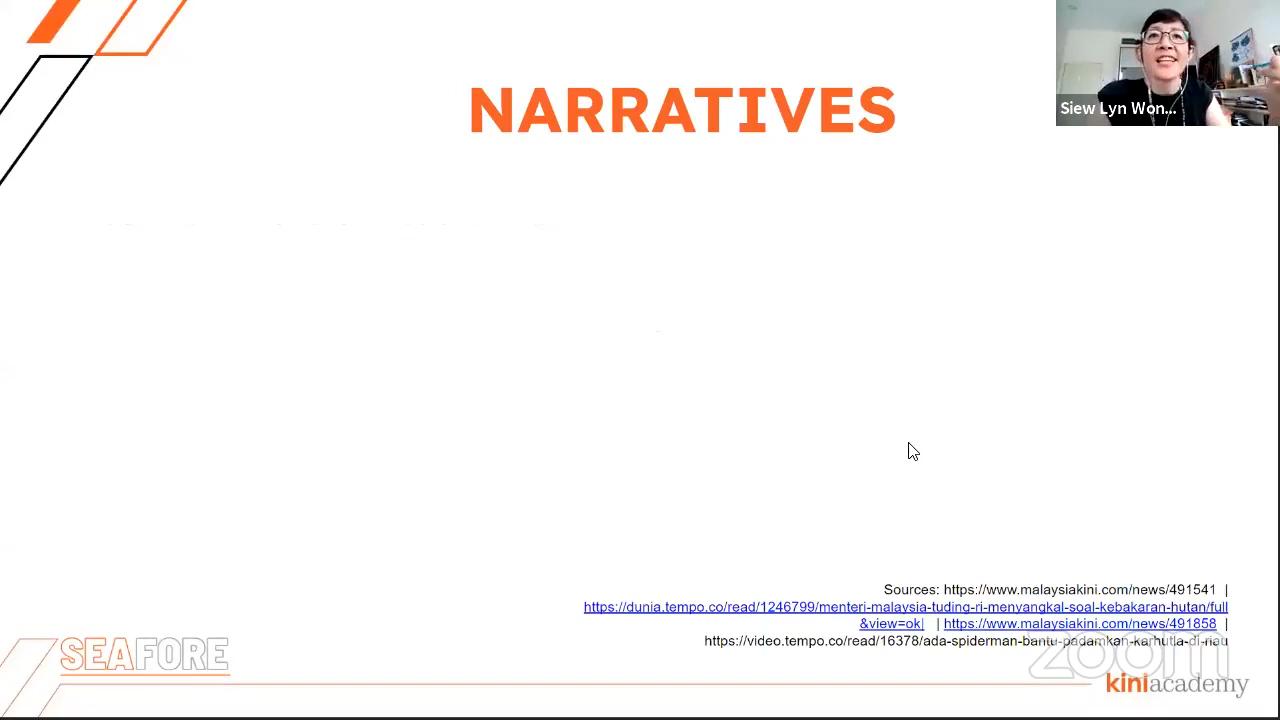 NARRATIVES
Siew Lyn Won...
Sources: https://www.malaysiakini.com/news/491541 |
https://dunia.tempo.co/read/1246799/menteri-malaysia-tuding-ri-menyangkal-soal-kebakaran-hutan/full
&view=ok| | https://www.malaysiakini.com/news/491858 |
https://video.tempo.co/read/16378/ada-spiderman-bantu-padamkan-karhutla-di-riau
SEAFORE
zoom
kiniacademy